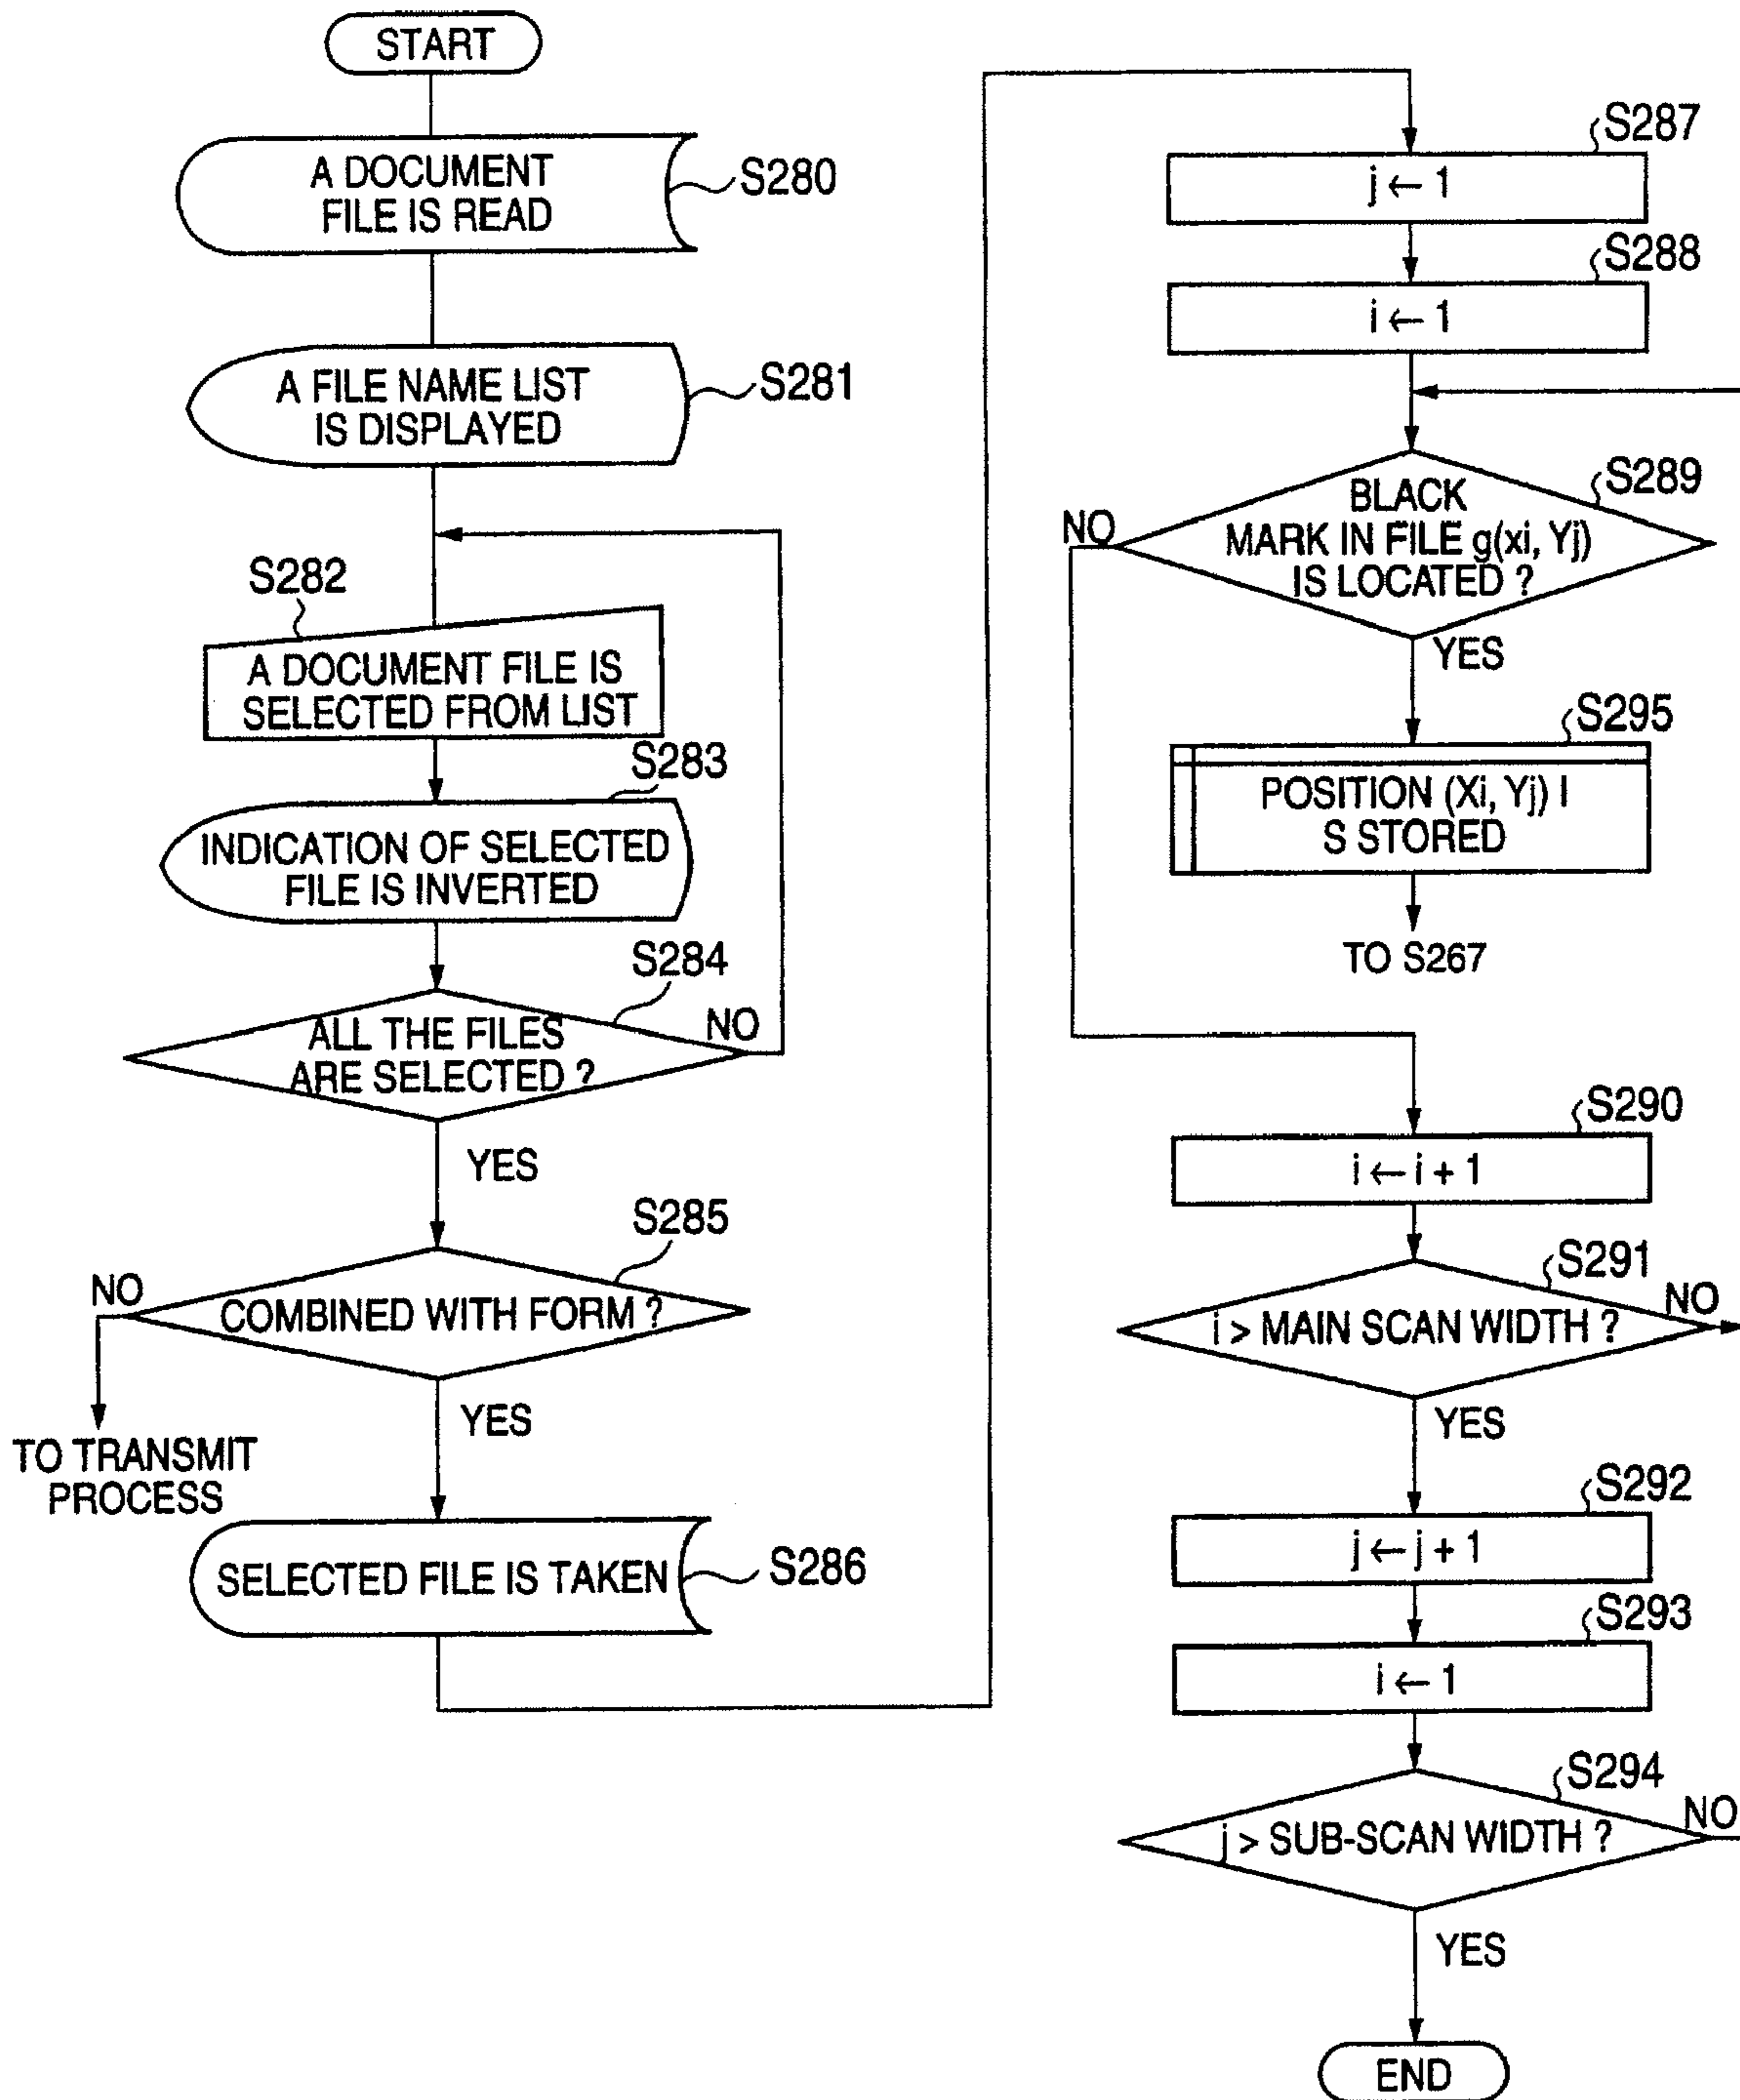 START
A DOCUMENT
FILE IS READ
S280
A FILE NAME LIST
IS DISPLAYED
S281
S282
A DOCUMENT FILE IS
SELECTED FROM LIST
S283
INDICATION OF SELECTED
FILE IS INVERTED
S284
ALL THE FILES
ARE SELECTED ?
NO
YES
S285
NO
COMBINED WITH FORM ?
YES
TO TRANSMIT
PROCESS
SELECTED FILE IS TAKEN
S286
S287
j ← 1
S288
i ← 1
S289
BLACK
MARK IN FILE g(xi, Yj)
IS LOCATED ?
NO
YES
S295
POSITION (Xi, Yj) I
S STORED
TO S267
S290
i ← i + 1
S291
i > MAIN SCAN WIDTH ?
NO
YES
S292
j ← j + 1
S293
i ← 1
S294
j > SUB-SCAN WIDTH ?
NO
YES
END